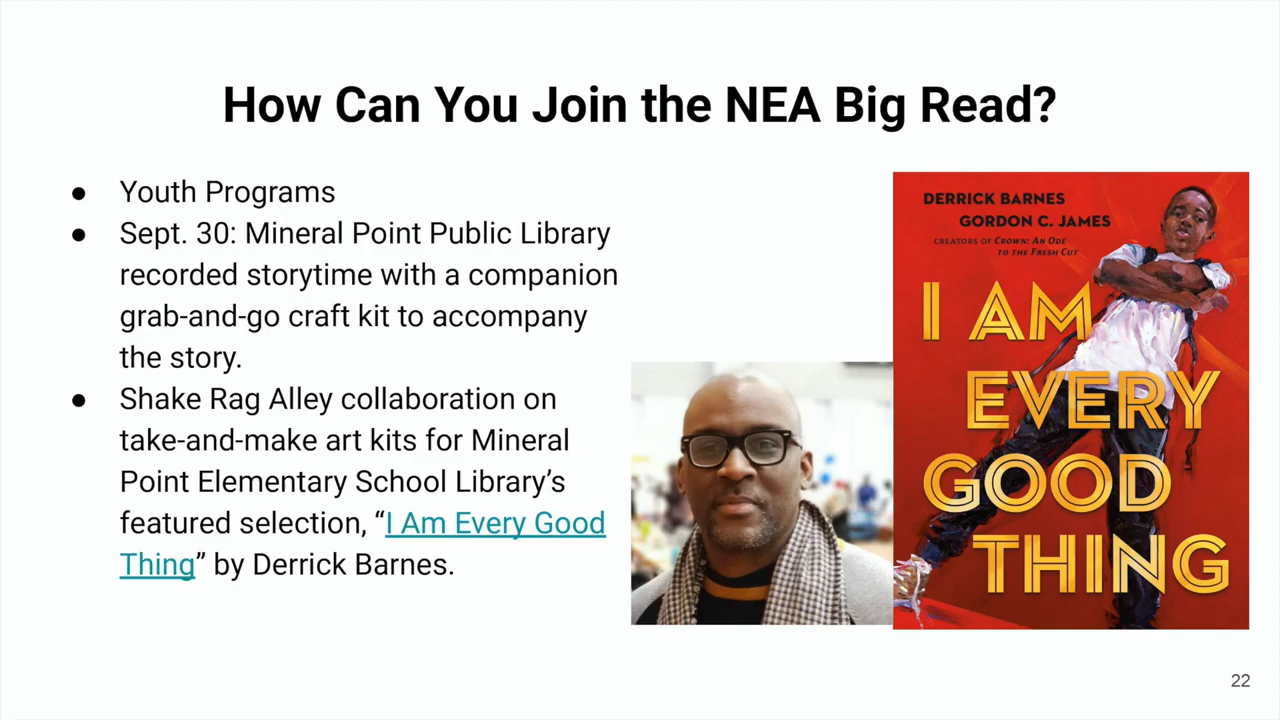 How Can You Join the NEA Big Read?
● Youth Programs
● Sept. 30: Mineral Point Public Library
recorded storytime with a companion
grab-and-go craft kit to accompany
the story.
● Shake Rag Alley collaboration on
take-and-make art kits for Mineral
Point Elementary School Library’s
featured selection, “I Am Every Good
Thing” by Derrick Barnes.
DERRICK BARNES
GORDON C. JAMES
CREATORS OF CROWN: AN ODE
TO THE FRESH CUT
I AM
EVERY
GOOD
THING
22